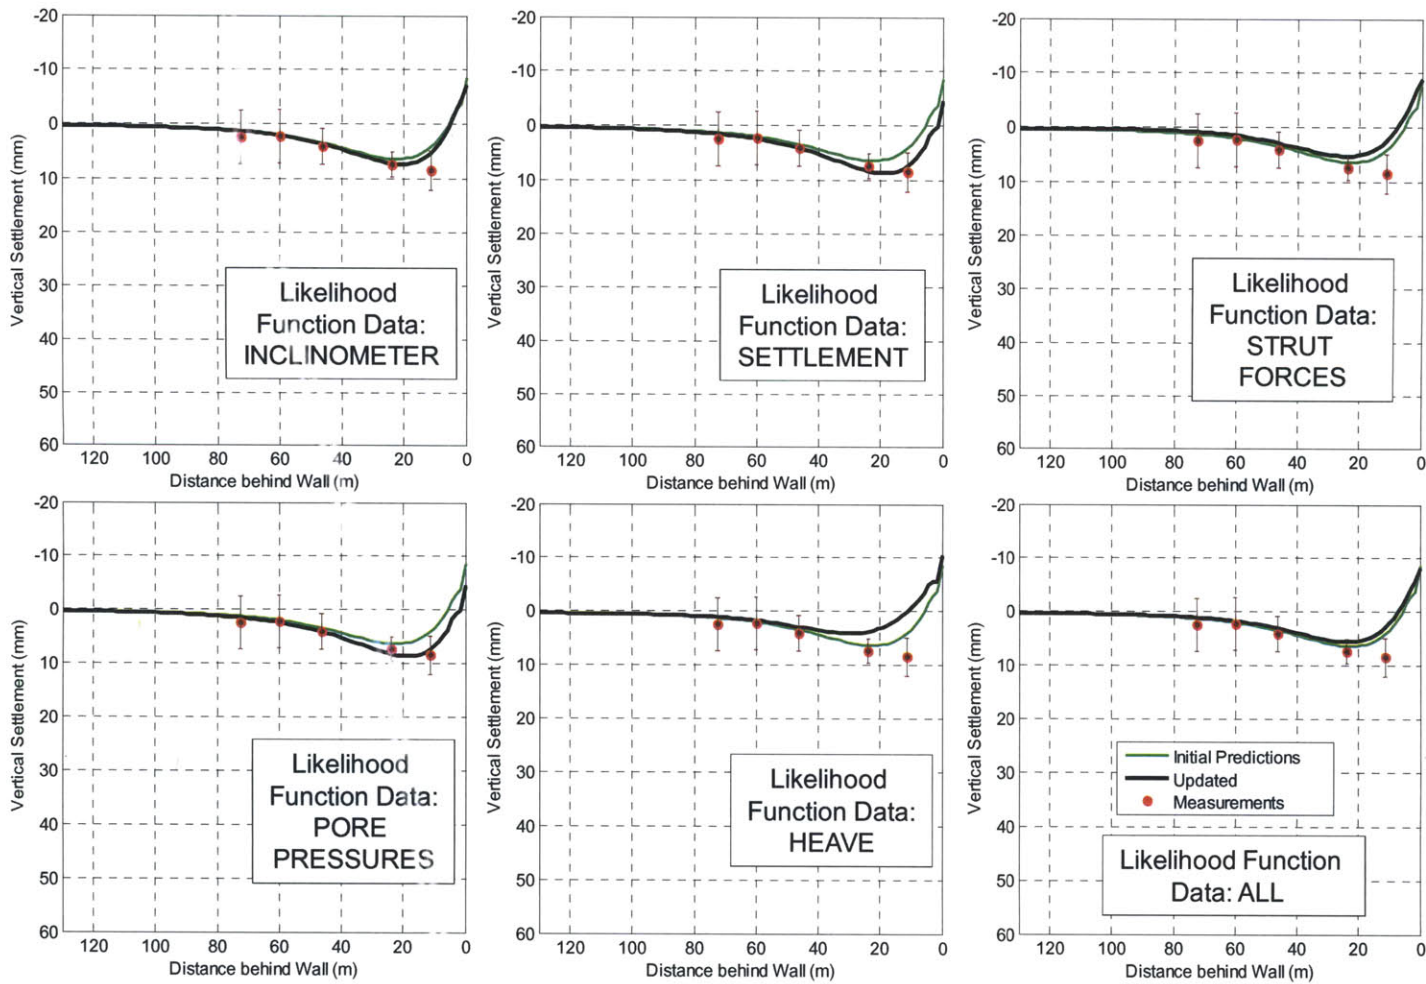 -20
-10
0
10
20
30
40
50
60
Vertical Settlement (mm)
120 100 80 60 40 20 0
Distance behind Wall (m)
Likelihood
Function Data:
INCLINOMETER
-20
-10
0
10
20
30
40
50
60
Vertical Settlement (mm)
120 100 80 60 40 20 0
Distance behind Wall (m)
Likelihood
Function Data:
SETTLEMENT
-20
-10
0
10
20
30
40
50
60
Vertical Settlement (mm)
120 100 80 60 40 20 0
Distance behind Wall (m)
Likelihood
Function Data:
STRUT
FORCES
-20
-10
0
10
20
30
40
50
60
Vertical Settlement (mm)
120 100 80 60 40 20 0
Distance behind Wall (m)
Likelihood
Function Data:
PORE
PRESSURES
-20
-10
0
10
20
30
40
50
60
Vertical Settlement (mm)
120 100 80 60 40 20 0
Distance behind Wall (m)
Likelihood
Function Data:
HEAVE
-20
-10
0
10
20
30
40
50
60
Vertical Settlement (mm)
120 100 80 60 40 20 0
Distance behind Wall (m)
Initial Predictions
Updated
Measurements
Likelihood Function
Data: ALL